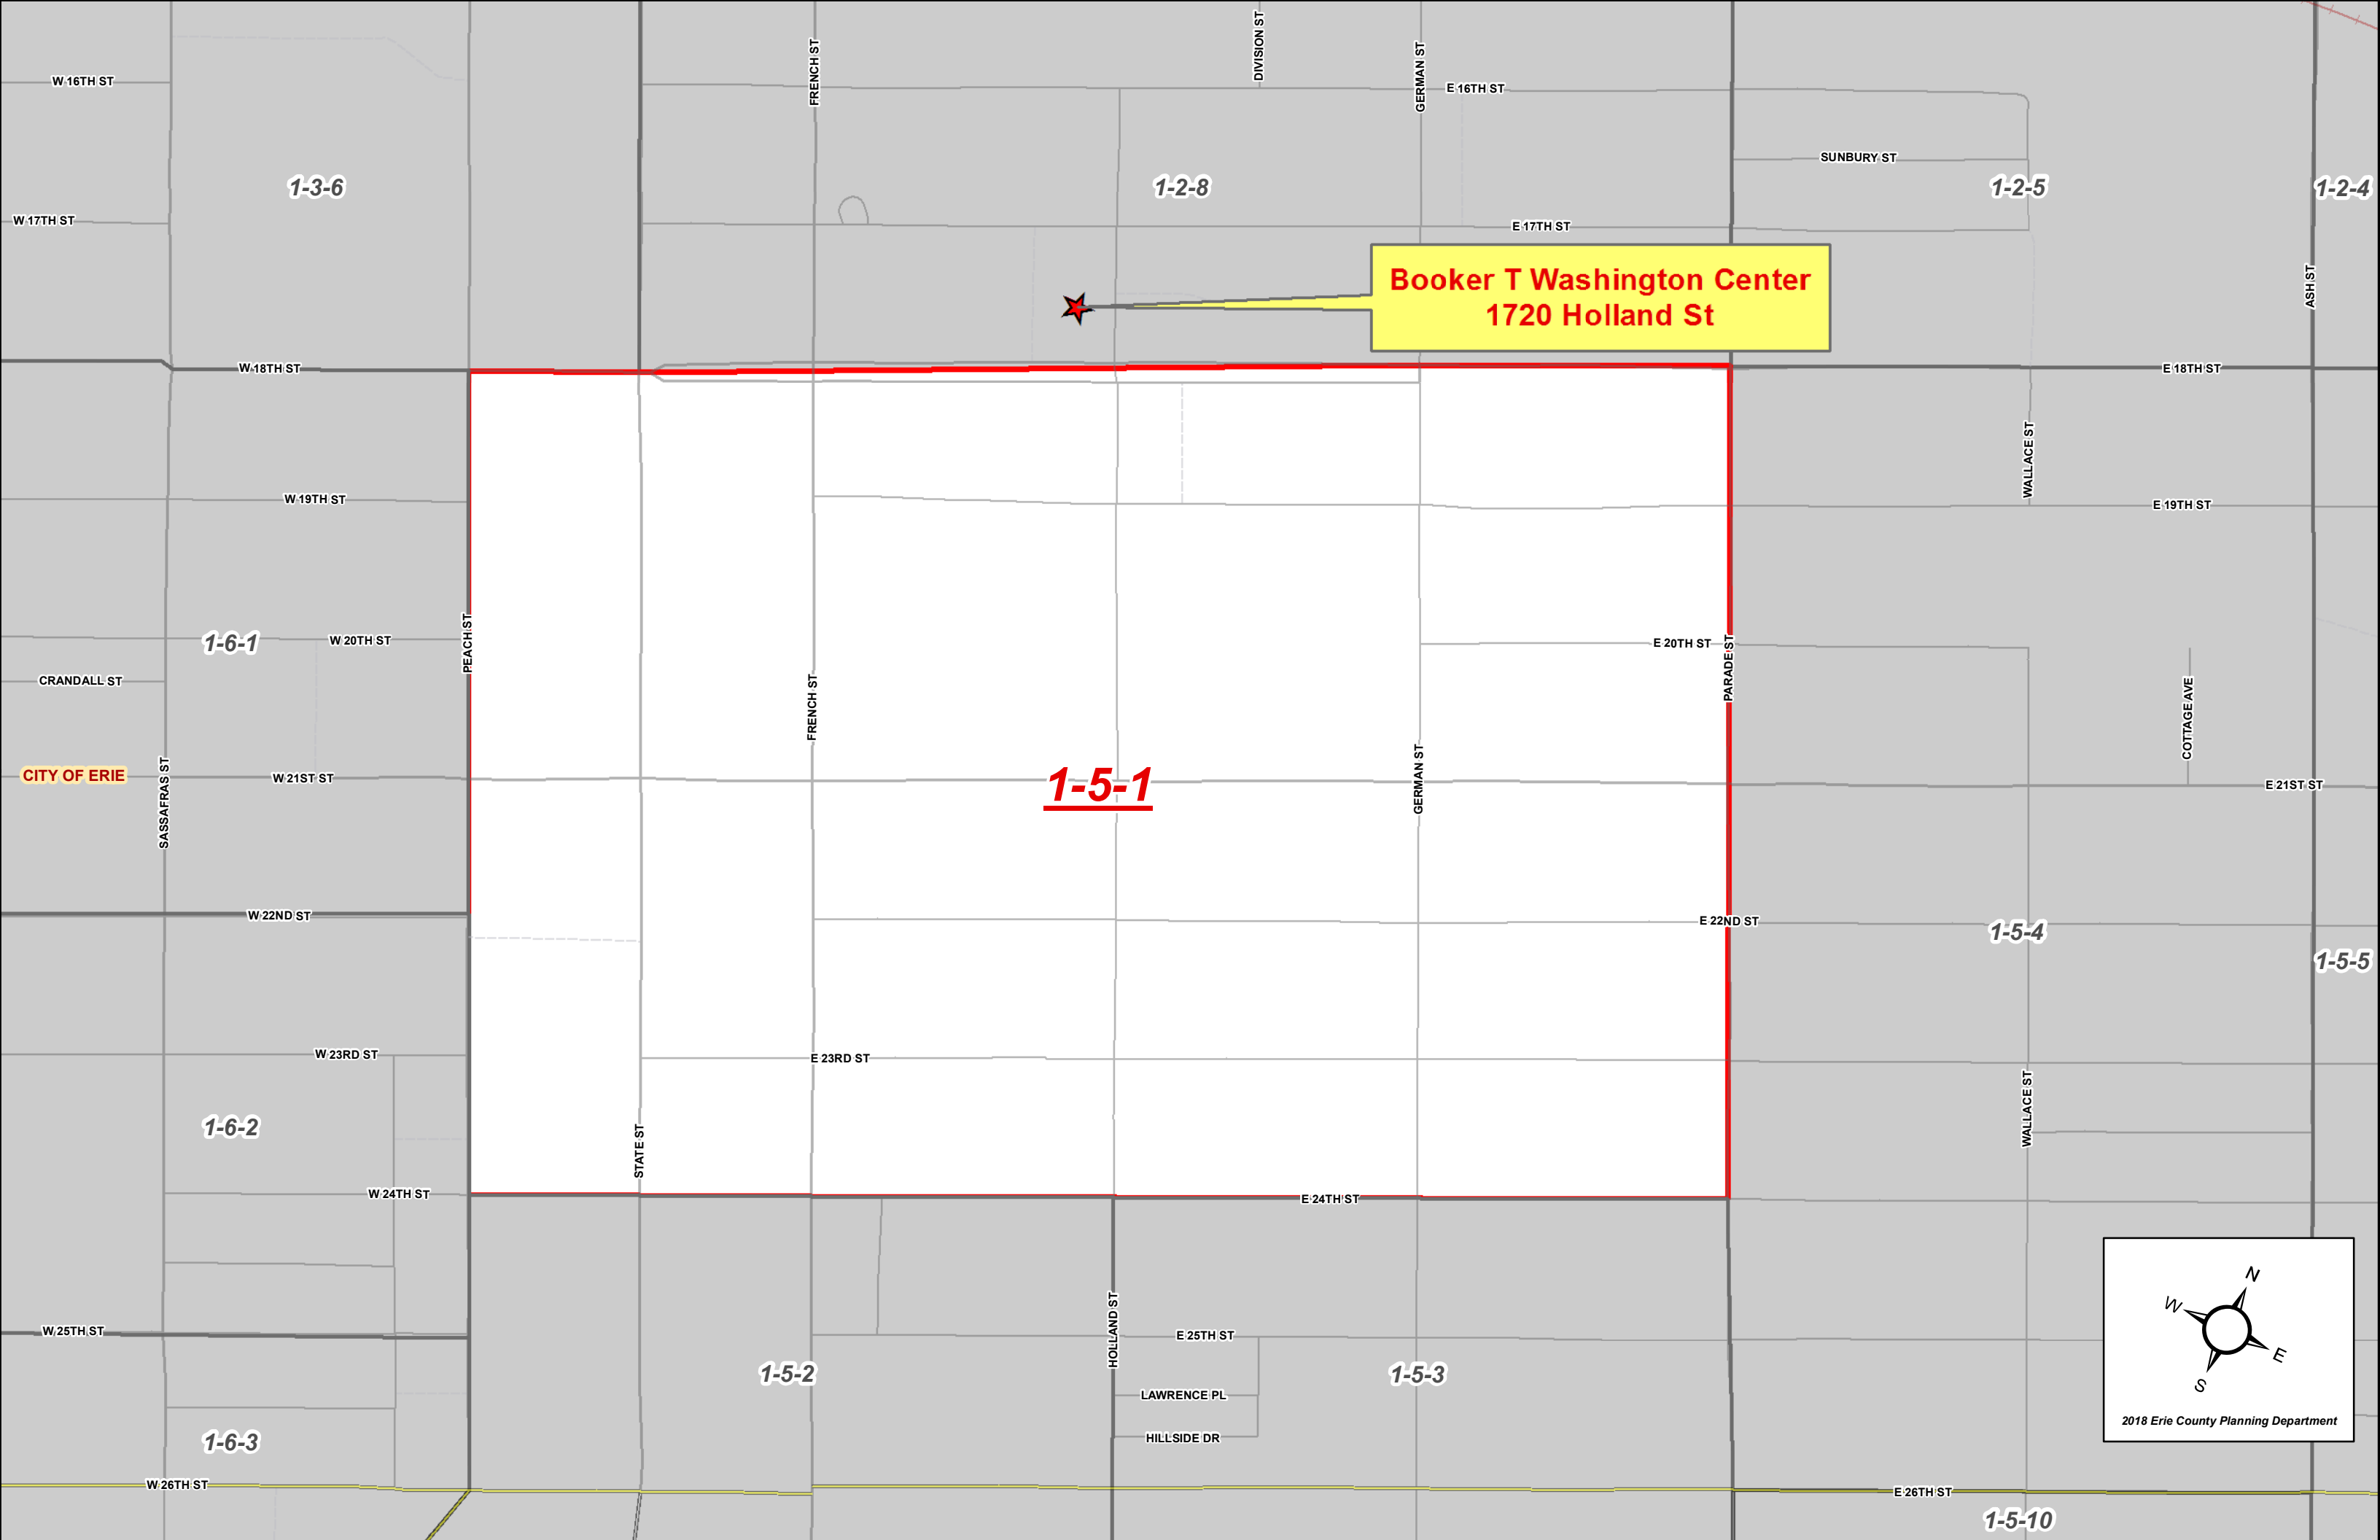 DIVISION ST
FRENCH ST
GERMAN ST
W 16TH ST
E 16TH ST
SUNBURY ST
1-3-6
1-2-8
1-2-5
1-2-4
W 17TH ST
E 17TH ST
Booker T Washington Center
1720 Holland St
ASH ST
W 18TH ST
E 18TH ST
WALLACE ST
W 19TH ST
E 19TH ST
PEACH ST
1-6-1
W 20TH ST
E 20TH ST
PARADE ST
CRANDALL ST
FRENCH ST
COTTAGE AVE
CITY OF ERIE
W 21ST ST
SASSAFRAS ST
1-5-1
GERMAN ST
E 21ST ST
W 22ND ST
E 22ND ST
1-5-4
1-5-5
W 23RD ST
E 23RD ST
1-6-2
STATE ST
WALLACE ST
W 24TH ST
E 24TH ST
W 25TH ST
HOLLAND ST
E 25TH ST
1-5-2
1-5-3
LAWRENCE PL
HILLSIDE DR
N
W
E
S
2018 Erie County Planning Department
1-6-3
W 26TH ST
E 26TH ST
1-5-10